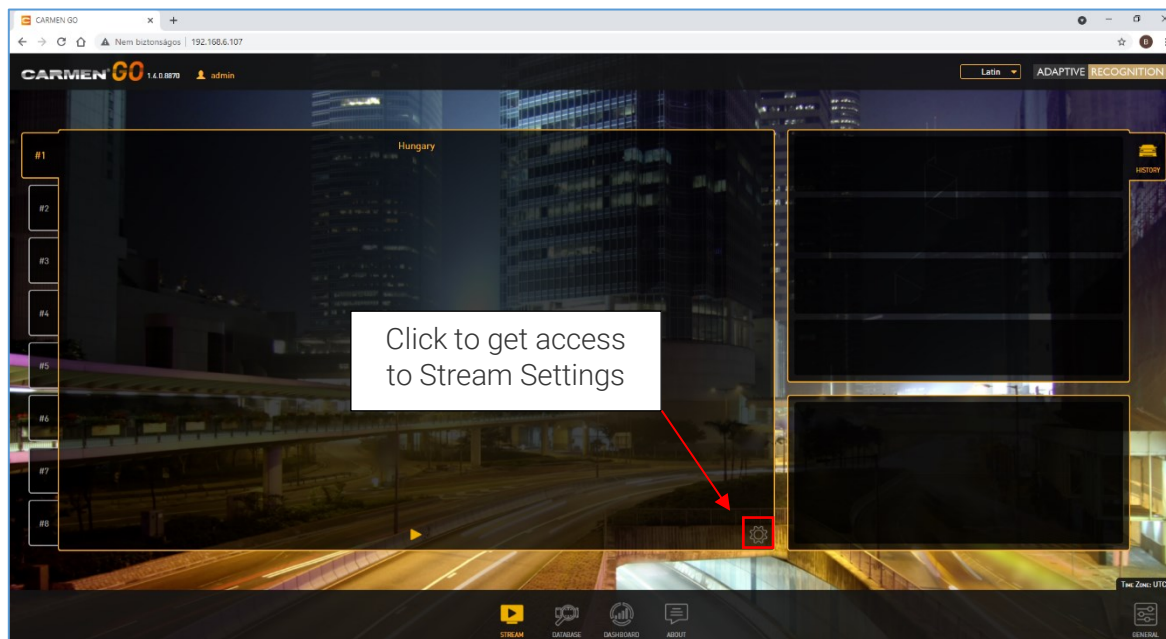 CARMEN GO
Nem biztonságos | 192.168.6.107
CARMEN GO 1.4.0.8870 admin
Latin
ADAPTIVE RECOGNITION
Hungary
HISTORY
#1
#2
#3
#4
#5
#6
#7
#8
Click to get access
to Stream Settings
TIME ZONE: UTC
STREAM DATABASE DASHBOARD ABOUT
GENERAL